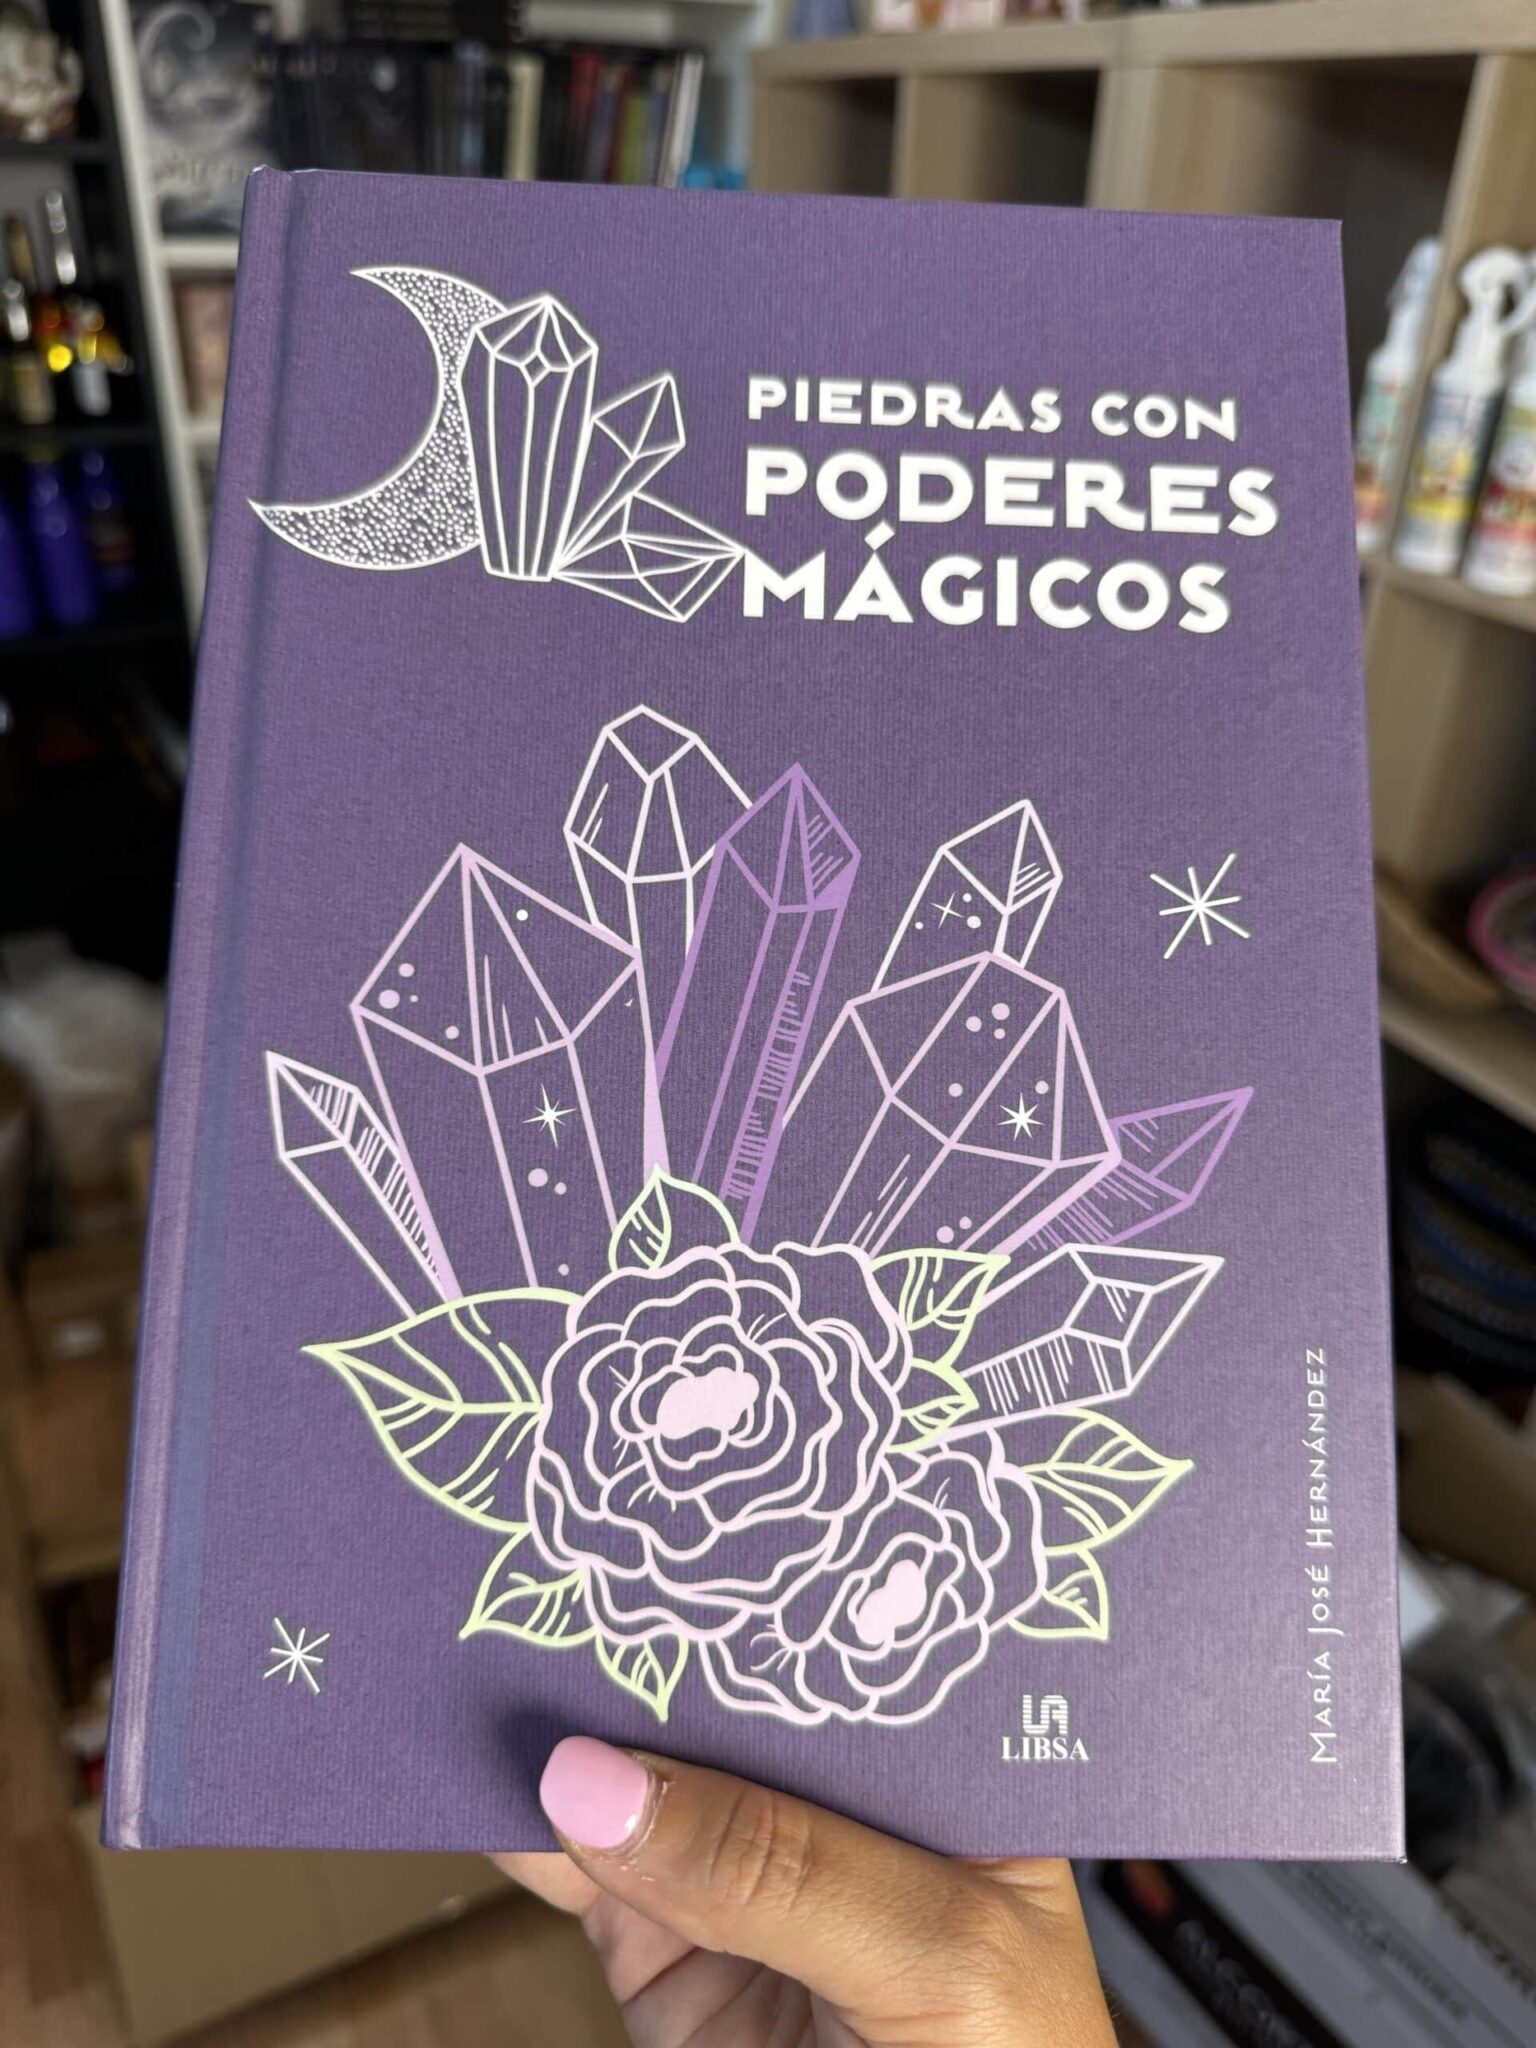 PIEDRAS CON
PODERES
MÁGICOS
MARÍA JOSÉ HERNÁNDEZ
LIBSA